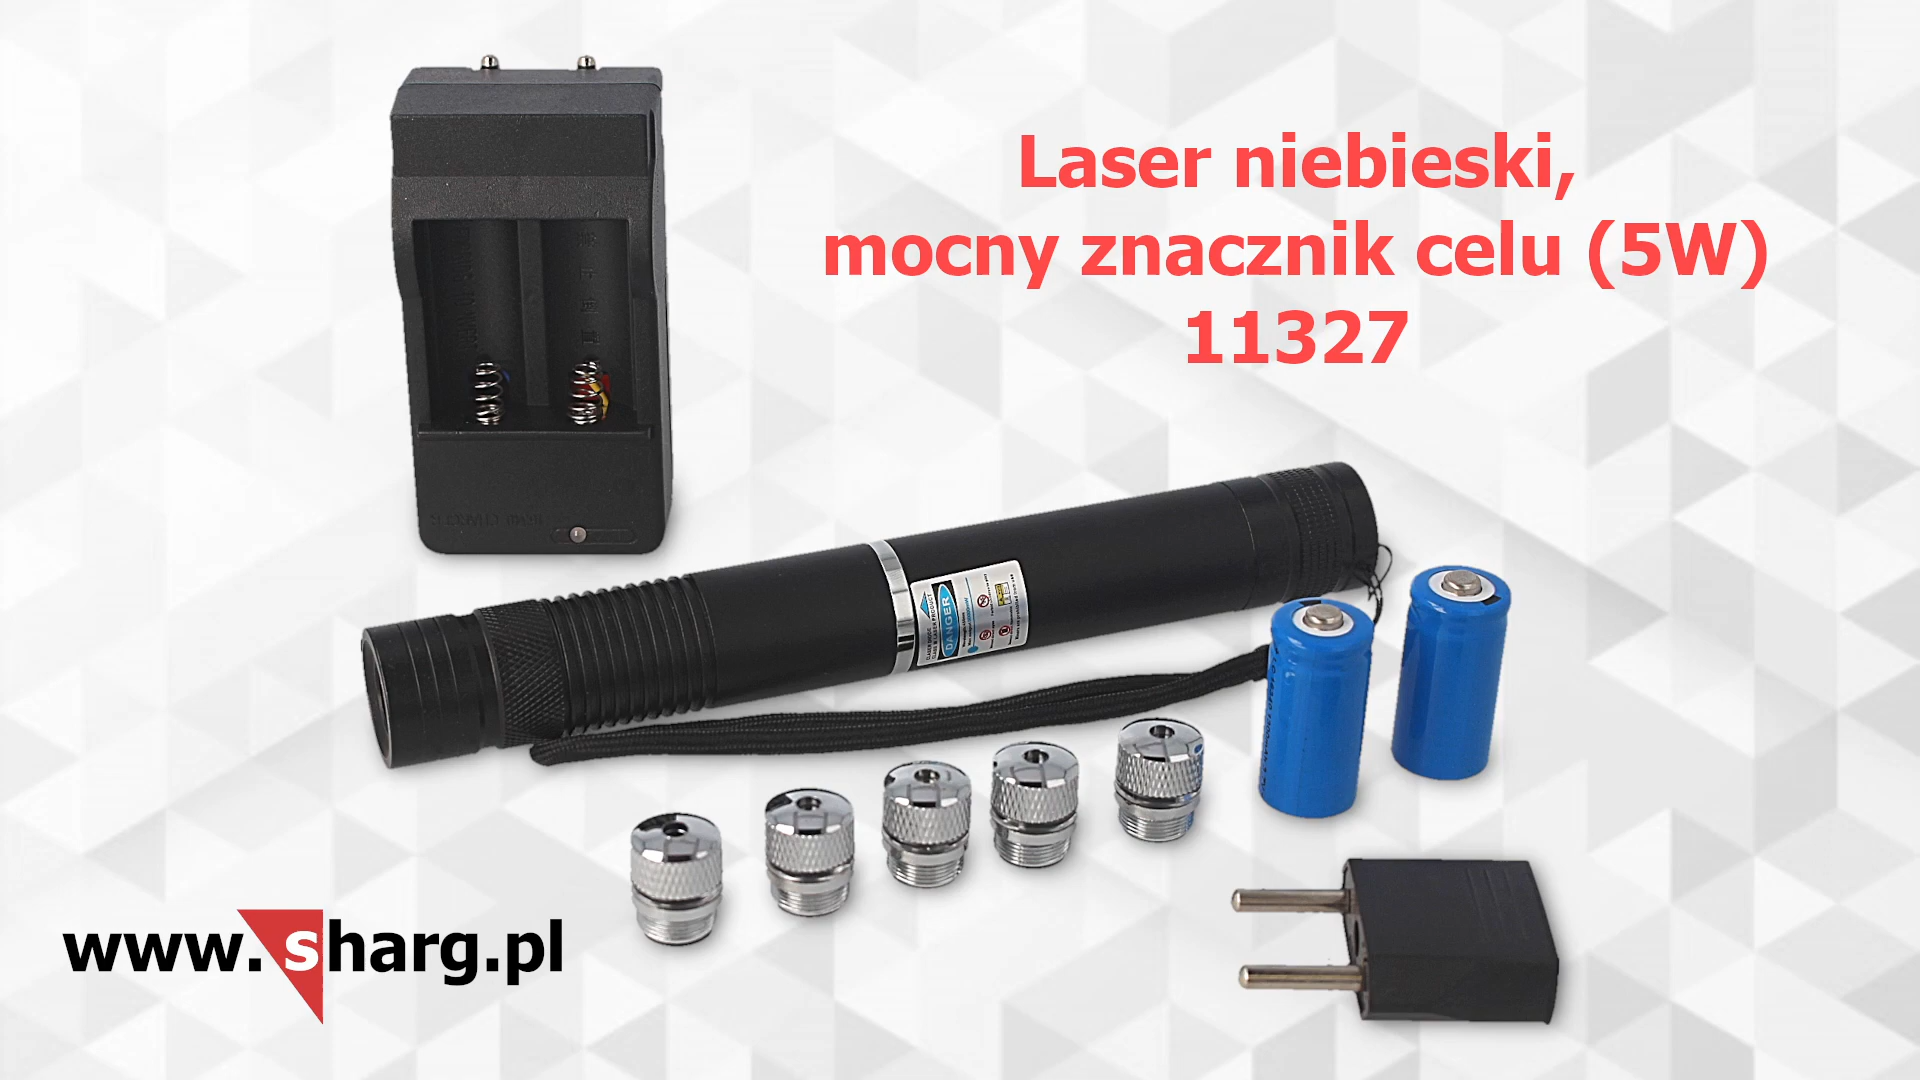 Laser niebieski,
mocny znacznik celu (5W)
11327
DANGER
www.sharg.pl